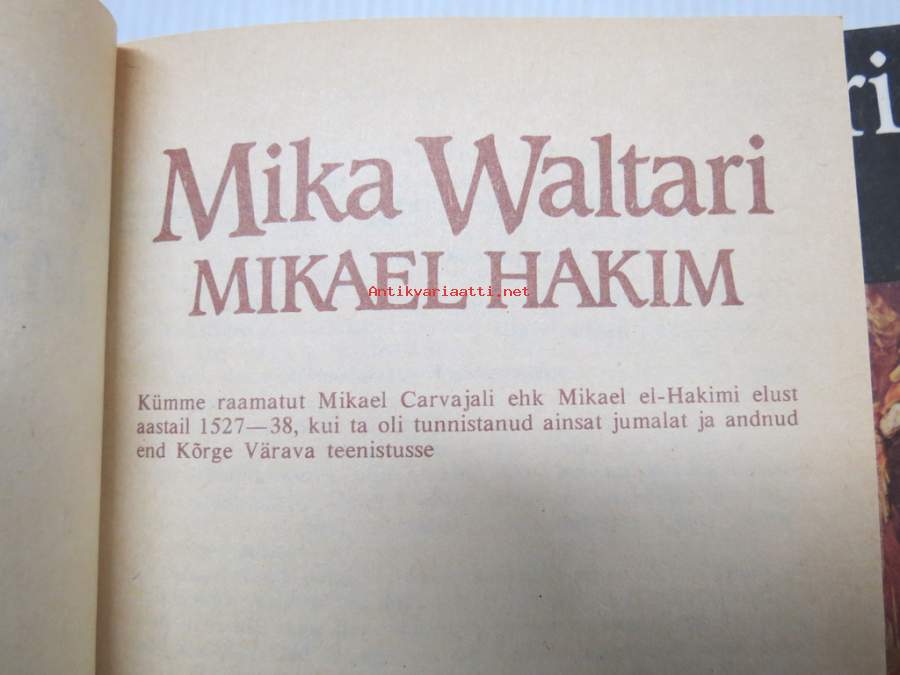 Mika Waltari
MIKAEL HAKIM
Antikvariaatti.net
Kümme raamatut Mikael Carvajali ehk Mikael el-Hakimi elust
aastail 1527—38, kui ta oli tunnistanud ainsat jumalat ja andnud
end Kõrge Värava teenistusse
ri